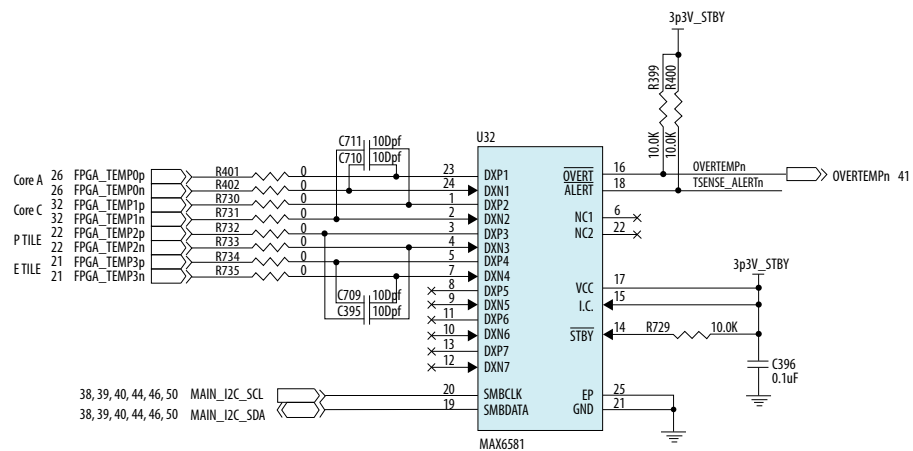 3p3V_STBY
R399
R400
10.0K
10.0K
C711 10Dpf
C710 10Dpf
U32
Core A
26 FPGA_TEMP0p R401 0 23 DXP1
26 FPGA_TEMP0n R402 0 24 DXN1
Core C
32 FPGA_TEMP1p R730 0 1 DXP2
32 FPGA_TEMP1n R731 0 2 DXN2
P TILE
22 FPGA_TEMP2p R732 0 3 DXP3
22 FPGA_TEMP2n R733 0 4 DXN3
E TILE
21 FPGA_TEMP3p R734 0 5 DXP4
21 FPGA_TEMP3n R735 0 7 DXN4
C709 10Dpf
C395 10Dpf
8 DXP5
9 DXN5
11 DXP6
10 DXN6
13 DXP7
12 DXN7
38, 39, 40, 44, 46, 50 MAIN_I2C_SCL 20 SMBCLK
38, 39, 40, 44, 46, 50 MAIN_I2C_SDA 19 SMBDATA
OVERT 16 OVERTEMPn OVERTEMPn 41
ALERT 18 TSENSE_ALERTn
NC1 6
NC2 22
3p3V_STBY
VCC 17
I.C. 15
STBY 14 R729 10.0K
C396
0.1uF
EP 25
GND 21
MAX6581